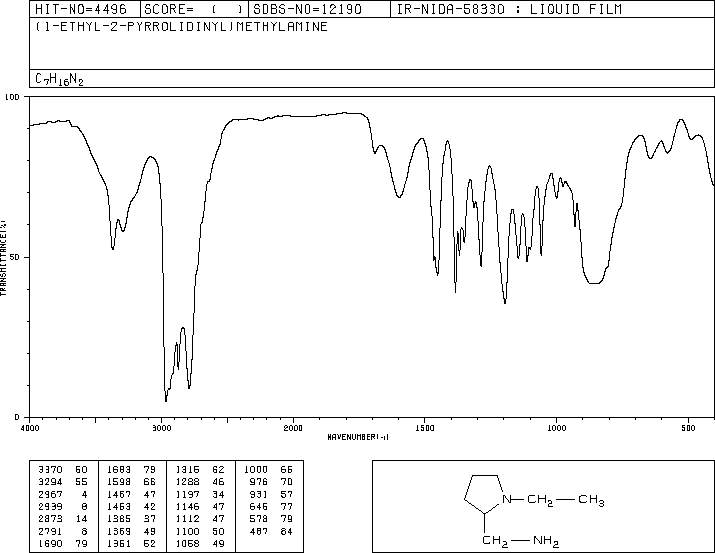 HIT-NO=4496 SCORE= ( ) SDBS-NO=12190 IR-NIDA-58330 : LIQUID FILM
(1-ETHYL-2-PYRROLIDINYL)METHYLAMINE
C7H16N2
100
TRANSMITTANCE(%)
50
0
4000 3000 2000 1500 1000 500
WAVENUMBER(-1)
3370 50 1683 79 1315 62 1000 66
3294 55 1598 66 1288 46 976 70
2967 4 1467 47 1197 34 931 57
2939 8 1453 42 1146 47 645 77
2873 14 1385 37 1112 47 578 79
2791 8 1369 49 1100 50 487 84
1690 79 1351 52 1058 49
N CH2 CH3
CH2 NH2